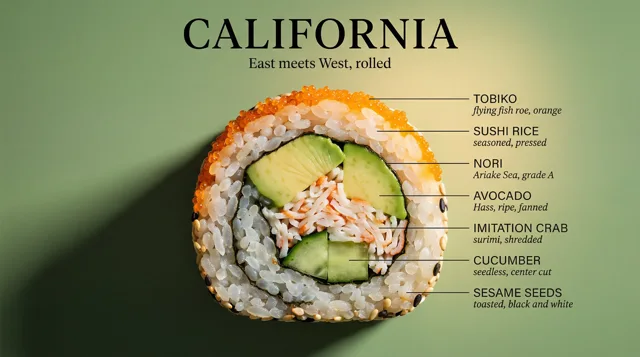 CALIFORNIA
East meets West, rolled
TOBIKO
flying fish roe, orange
SUSHI RICE
seasoned, pressed
NORI
Ariake Sea, grade A
AVOCADO
Hass, ripe, fanned
IMITATION CRAB
surimi, shredded
CUCUMBER
seedless, center cut
SESAME SEEDS
toasted, black and white